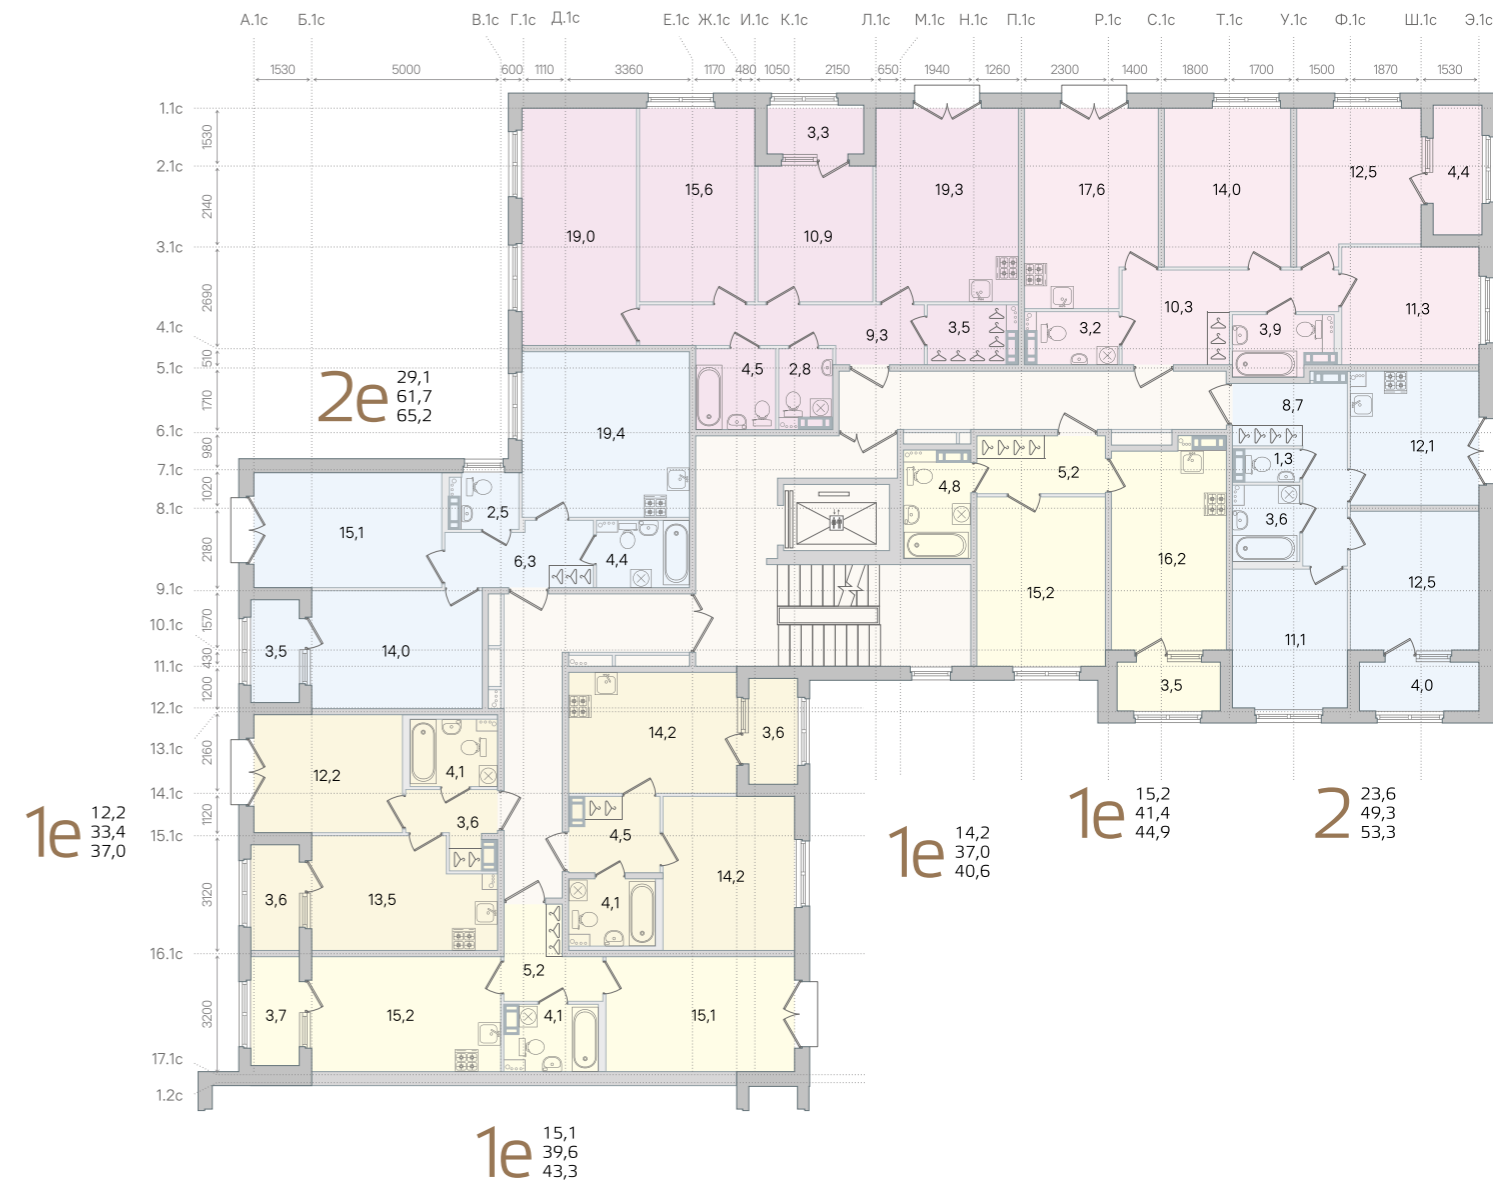 А.1с Б.1с В.1с Г.1с Д.1с Е.1с Ж.1с И.1с К.1с Л.1с М.1с Н.1с П.1с Р.1с С.1с Т.1с У.1с Ф.1с Ш.1с Э.1с
1530 5000 600 1110 3360 1170 480 1050 2150 650 1940 1260 2300 1400 1800 1700 1500 1870 1530
1.1с
1530
2.1с
2140
3.1с
2690
4.1с
510
5.1с
1710
6.1с
980
7.1с
1020
8.1с
2180
9.1с
1570
10.1с
430
11.1с
1200
12.1с
13.1с
2160
14.1с
1120
15.1с
3120
16.1с
3200
17.1с
1.2с
3,3
15,6 19,3 17,6 14,0 12,5 4,4
19,0 10,9
9,3 3,5 3,2 10,3 3,9 11,3
4,5 2,8
2е 29,1
61,7
65,2
19,4
8,7
12,1
5,2 1,3
4,8
2,5
15,1
3,6
6,3 4,4
16,2
15,2
12,5
11,1
3,5 14,0
3,5
4,0
14,2 3,6
12,2 4,1
3,6
4,5
14,2
1е 12,2
33,4
37,0
3,6 13,5
4,1
1е 14,2
37,0
40,6
1е 15,2
41,4
44,9
2 23,6
49,3
53,3
5,2
3,7 15,2 4,1 15,1
1е 15,1
39,6
43,3